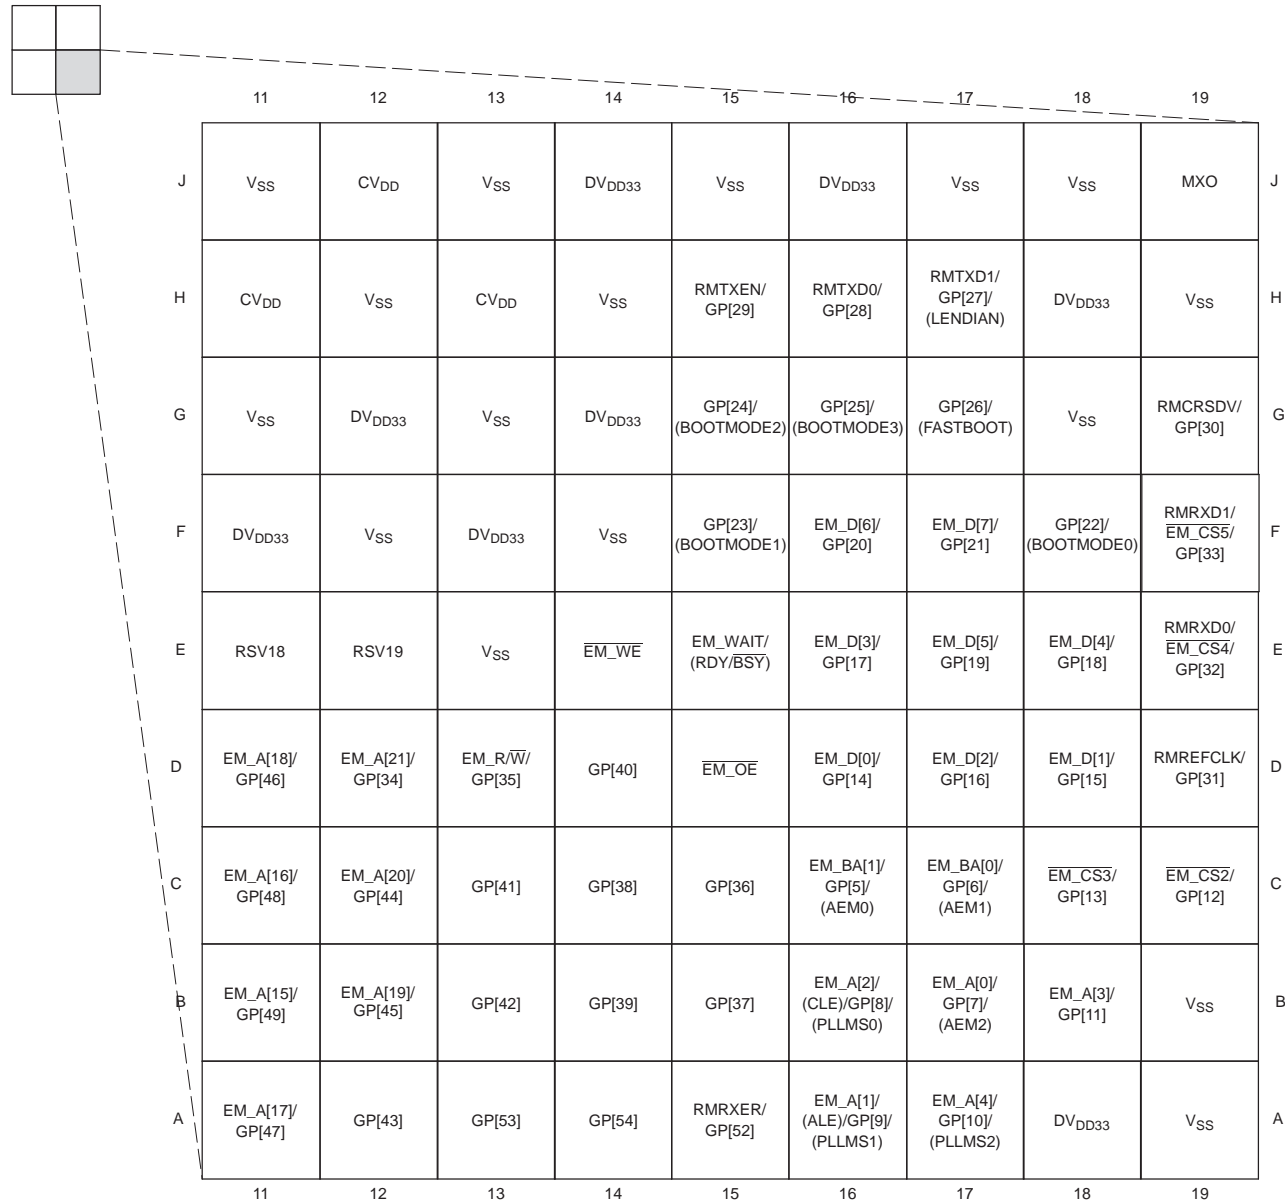 11 12 13 14 15 16 17 18 19
J VSS CVDD VSS DVDD33 VSS DVDD33 VSS VSS MXO J
RMTXD1/
RMTXEN/ RMTXD0/ GP[27]/
H CVDD VSS CVDD VSS GP[29] GP[28] (LENDIAN) DVDD33 VSS H
GP[24]/ GP[25]/ GP[26]/ RMCRSDV/
G VSS DVDD33 VSS DVDD33 (BOOTMODE2) (BOOTMODE3) (FASTBOOT) VSS GP[30] G
RMRXD1/
GP[23]/ EM_D[6]/ EM_D[7]/ GP[22]/ EM_CS5/
F DVDD33 VSS DVDD33 VSS (BOOTMODE1) GP[20] GP[21] (BOOTMODE0) GP[33] F
RMRXD0/
EM_WAIT/ EM_D[3]/ EM_D[5]/ EM_D[4]/ EM_CS4/
E RSV18 RSV19 VSS EM_WE (RDY/BSY) GP[17] GP[19] GP[18] GP[32] E
EM_A[18]/ EM_A[21]/ EM_R/W/ EM_D[0]/ EM_D[2]/ EM_D[1]/ RMREFCLK/
D GP[46] GP[34] GP[35] GP[40] EM_OE GP[14] GP[16] GP[15] GP[31] D
EM_BA[1]/ EM_BA[0]/
EM_A[16]/ EM_A[20]/ GP[5]/ GP[6]/ EM_CS3/ EM_CS2/
C GP[48] GP[44] GP[41] GP[38] GP[36] (AEM0) (AEM1) GP[13] GP[12] C
EM_A[2]/ EM_A[0]/
EM_A[15]/ EM_A[19]/ (CLE)/GP[8]/ GP[7]/ EM_A[3]/
B GP[49] GP[45] GP[42] GP[39] GP[37] (PLLMS0) (AEM2) GP[11] VSS B
EM_A[1]/ EM_A[4]/
EM_A[17]/ RMRXER/ (ALE)/GP[9]/ GP[10]/
A GP[47] GP[43] GP[53] GP[54] GP[52] (PLLMS1) (PLLMS2) DVDD33 VSS A
11 12 13 14 15 16 17 18 19